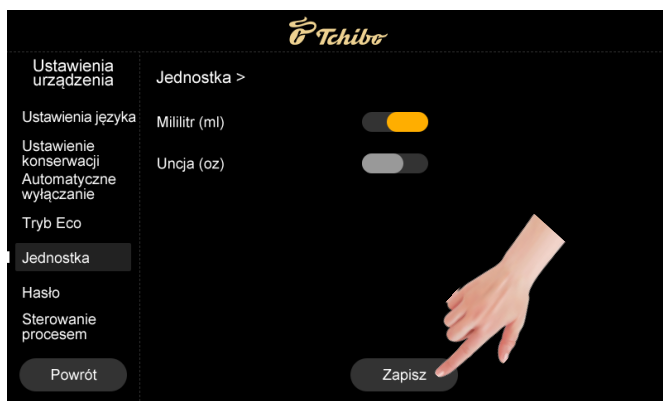 Tchibo
Ustawienia
urządzenia
Ustawienia języka
Ustawienie
konserwacji
Automatyczne
wyłączanie
Tryb Eco
Jednostka
Hasło
Sterowanie
procesem
Powrót
Jednostka >
Mililitr (ml)
Uncja (oz)
Zapisz